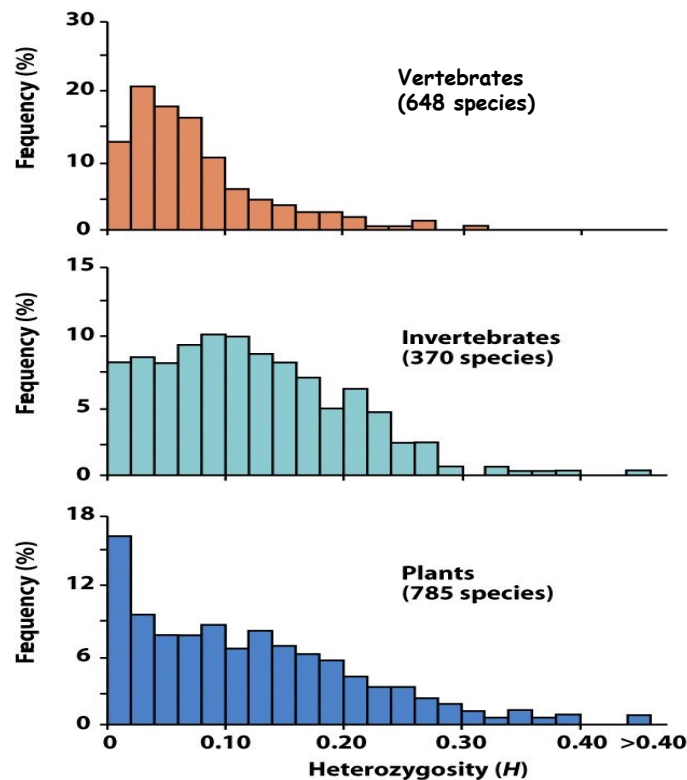 30
20
10
0
Fequency (%)
Vertebrates
(648 species)
15
10
5
0
Fequency (%)
Invertebrates
(370 species)
18
12
6
0
Fequency (%)
Plants
(785 species)
0 0.10 0.20 0.30 0.40 >0.40
Heterozygosity (H)